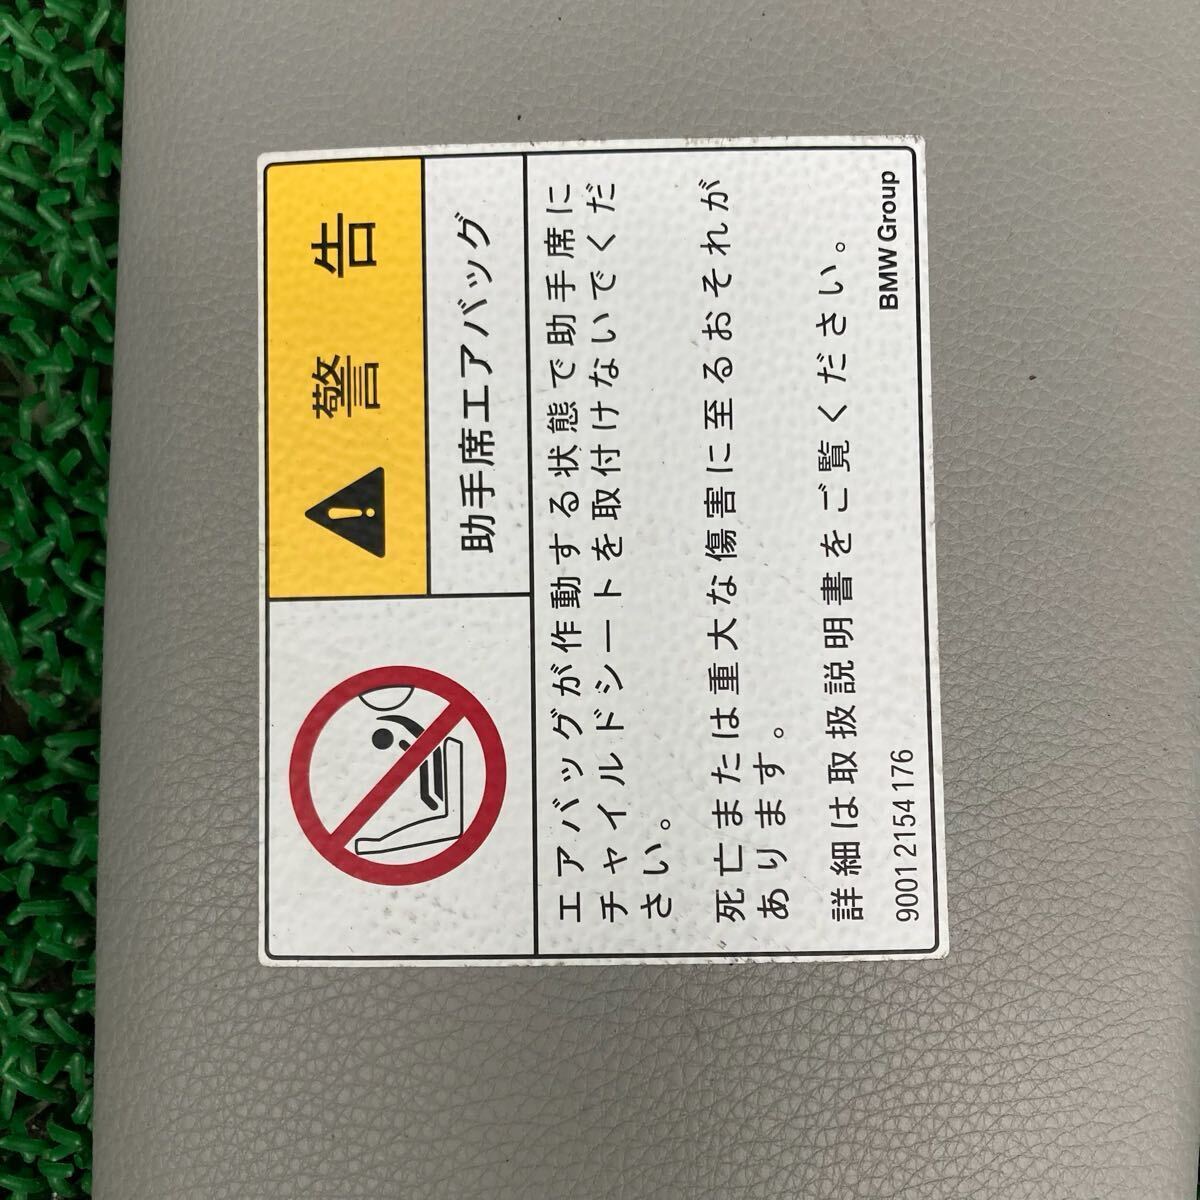 警告
助手席エアバッグ
エアバッグが作動する状態で助手席に
チャイルドシートを取付けないでくだ
さい。
死亡または重大な傷害に至るおそれが
あります。
詳細は取扱説明書をご覧ください。
9001 2154 176
BMW Group